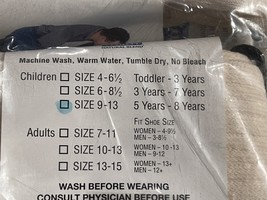 NATURAL BLEND
Machine Wash, Warm Water, Tumble Dry, No Bleach
Children SIZE 4-6½ Toddler - 3 Years
SIZE 6-8½ 3 Years - 7 Years
SIZE 9-13 5 Years - 8 Years
FIT SHOE SIZE
Adults SIZE 7-11 WOMEN – 4-9½
MEN – 3-8½
SIZE 10-13 WOMEN – 10-13
MEN – 9-12
SIZE 13-15 WOMEN – 13+
MEN – 12+
WASH BEFORE WEARING
CONSULT PHYSICIAN BEFORE USE